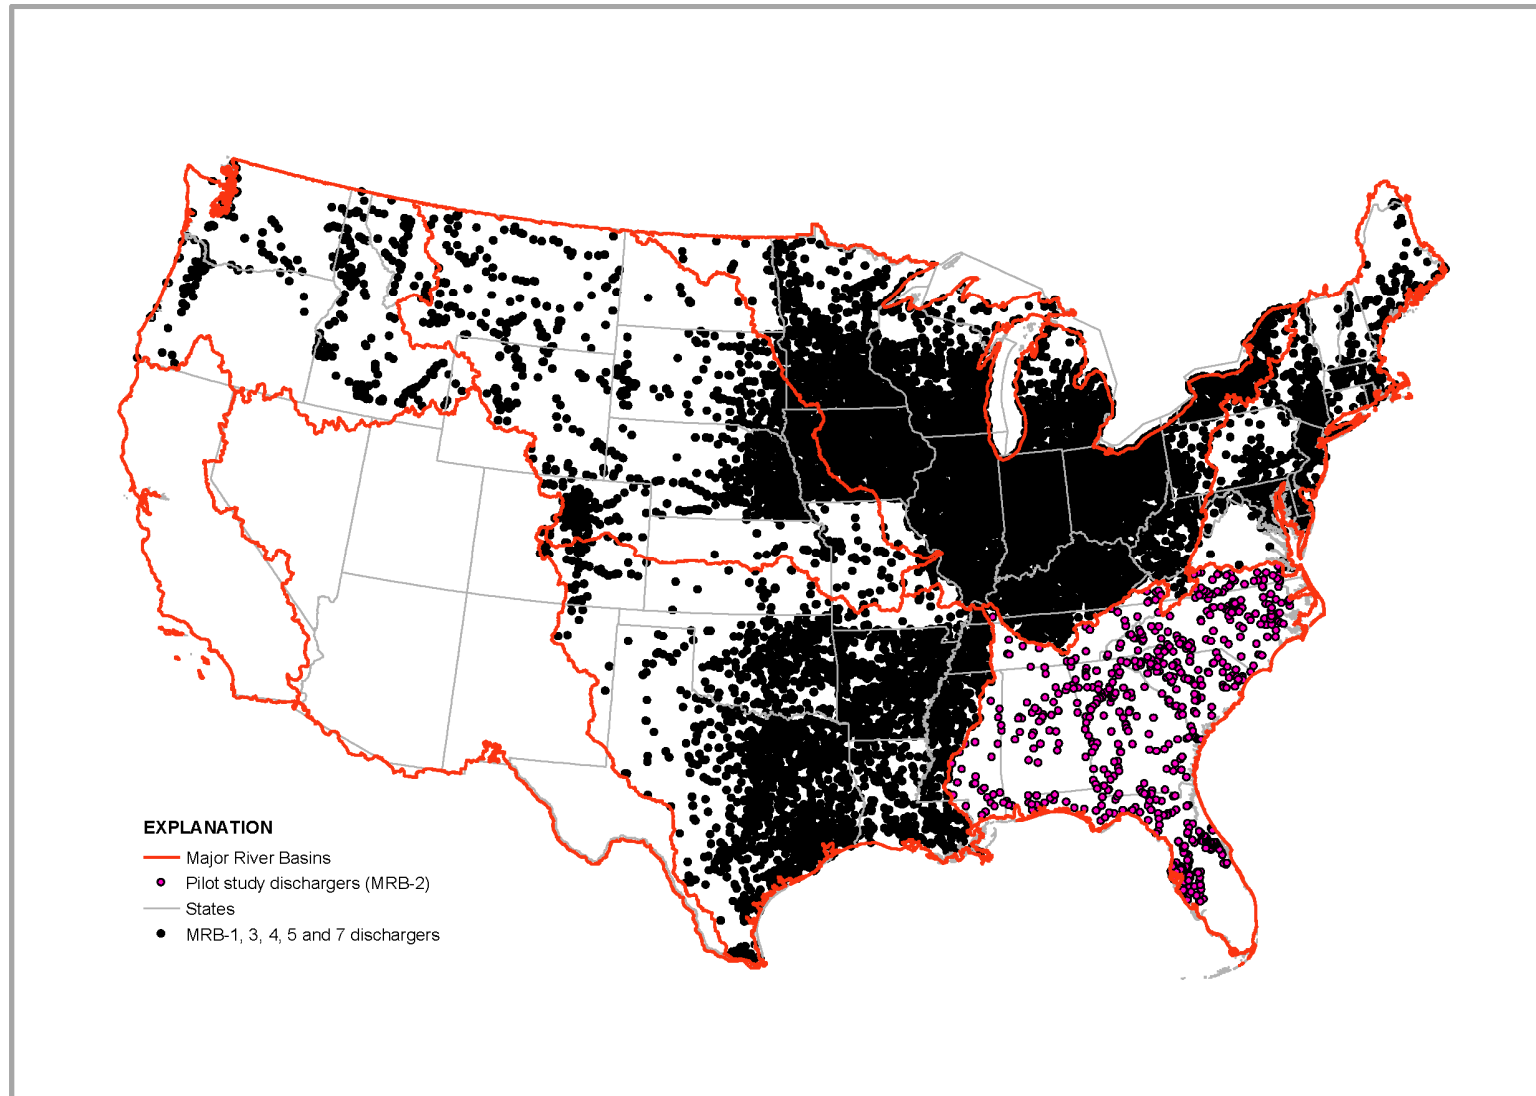 EXPLANATION
Major River Basins
Pilot study dischargers (MRB-2)
States
MRB-1, 3, 4, 5 and 7 dischargers